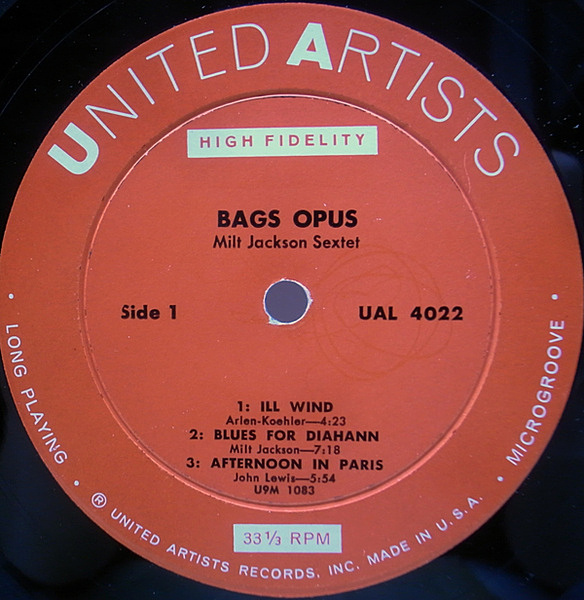 UNITED ARTISTS
HIGH FIDELITY
BAGS OPUS
Milt Jackson Sextet
Side 1
UAL 4022
1: ILL WIND
Arlen-Koehler—4:23
2: BLUES FOR DIAHANN
Milt Jackson—7:18
3: AFTERNOON IN PARIS
John Lewis—5:54
U9M 1083
33 1/3 RPM
• LONG PLAYING •
® UNITED ARTISTS RECORDS, INC. MADE IN U.S.A.
• MICROGROOVE •